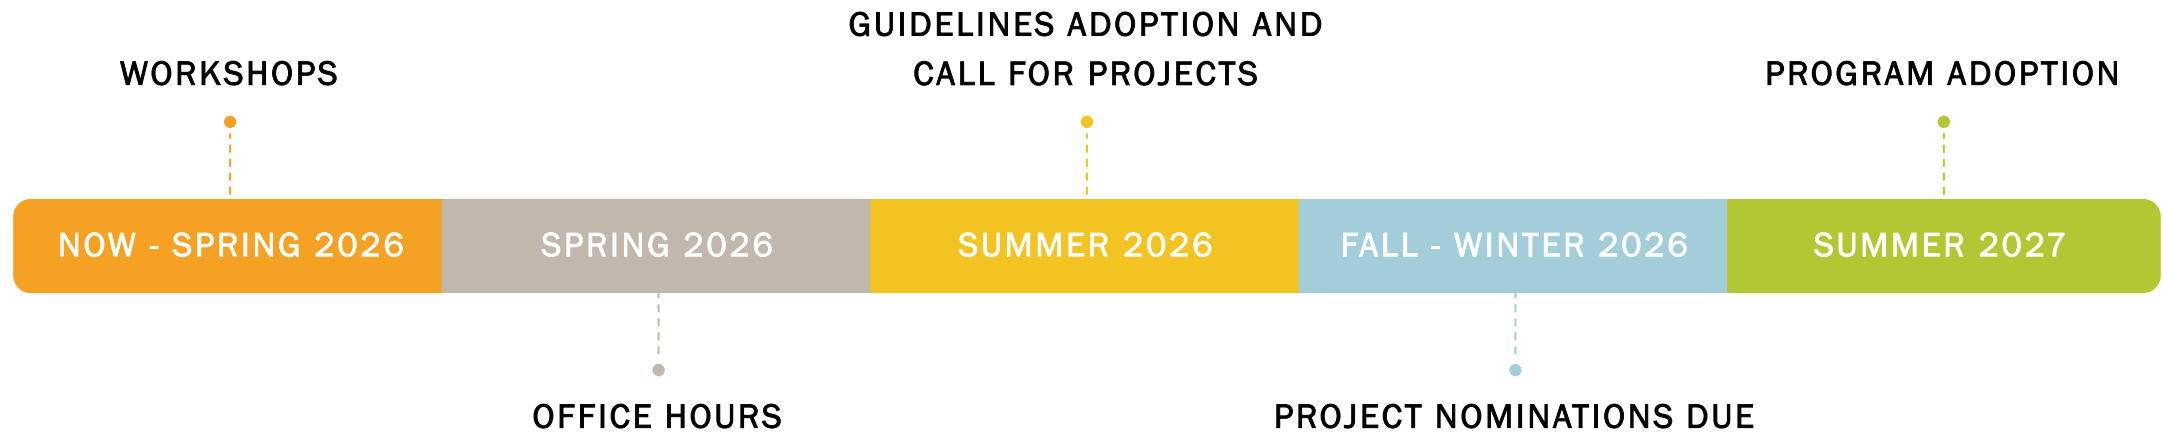 GUIDELINES ADOPTION AND
CALL FOR PROJECTS
WORKSHOPS
PROGRAM ADOPTION
NOW - SPRING 2026
SPRING 2026
SUMMER 2026
FALL - WINTER 2026
SUMMER 2027
OFFICE HOURS
PROJECT NOMINATIONS DUE